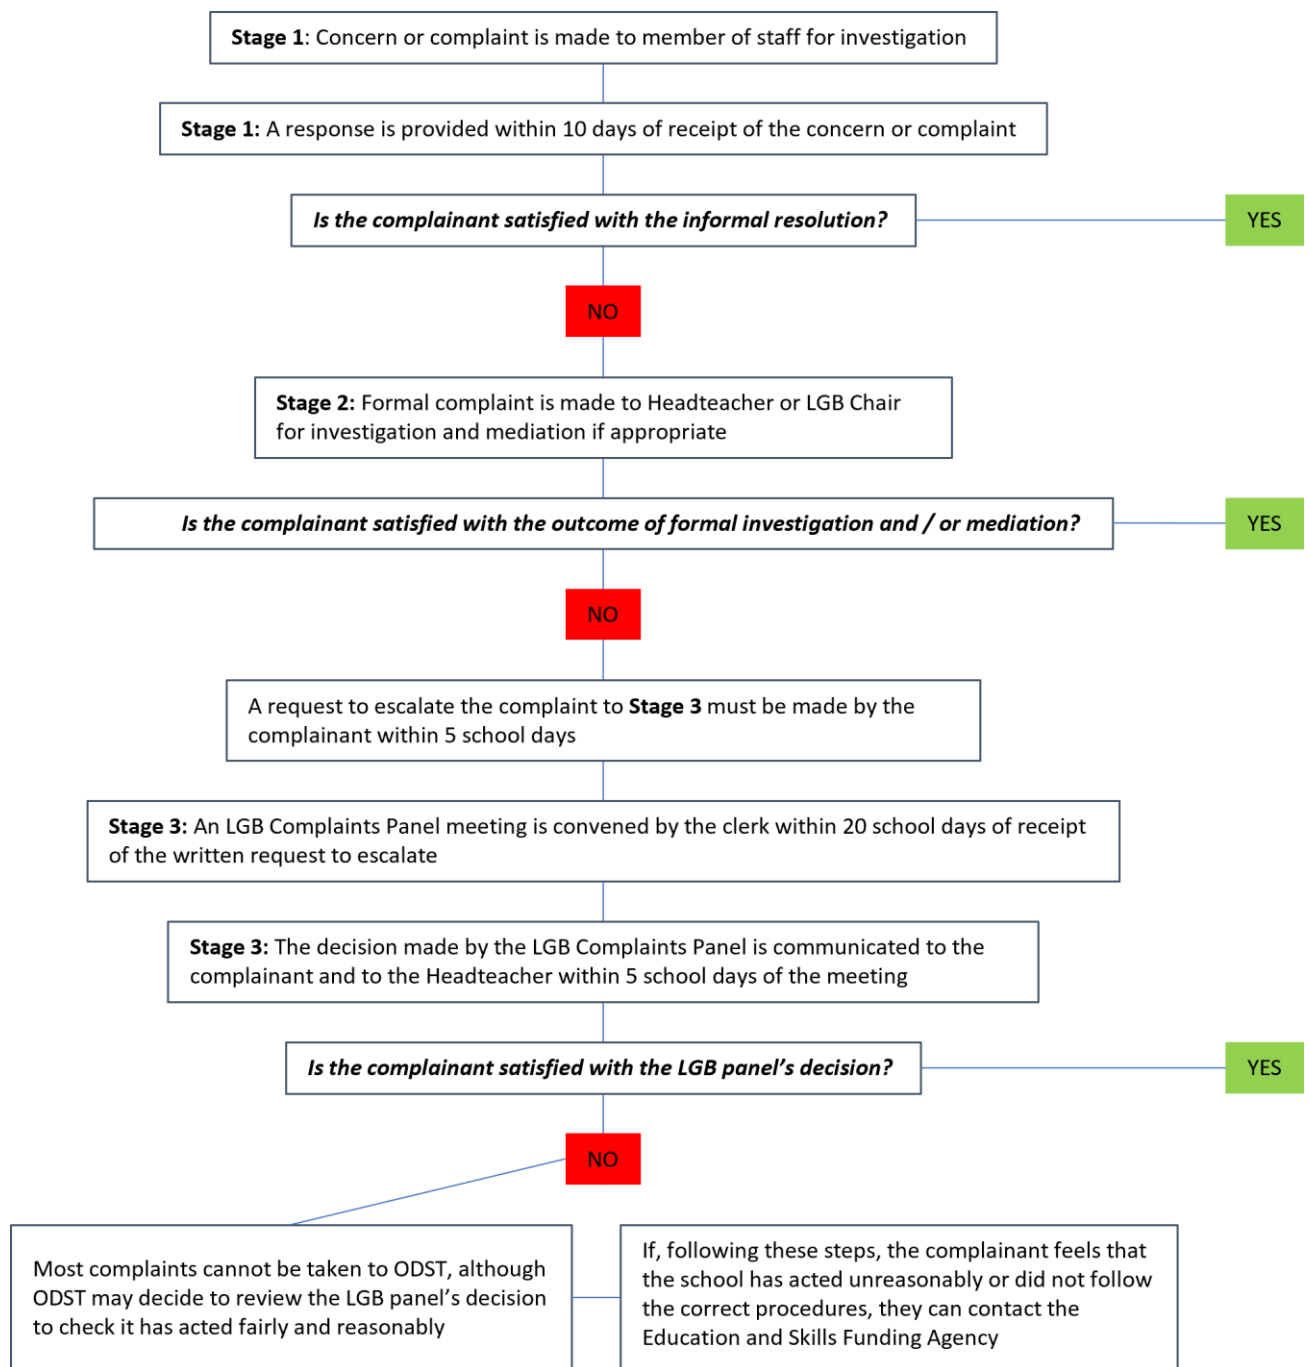 Stage 1: Concern or complaint is made to member of staff for investigation
Stage 1: A response is provided within 10 days of receipt of the concern or complaint
Is the complainant satisfied with the informal resolution?
YES
NO
Stage 2: Formal complaint is made to Headteacher or LGB Chair
for investigation and mediation if appropriate
Is the complainant satisfied with the outcome of formal investigation and / or mediation?
YES
NO
A request to escalate the complaint to Stage 3 must be made by the
complainant within 5 school days
Stage 3: An LGB Complaints Panel meeting is convened by the clerk within 20 school days of receipt
of the written request to escalate
Stage 3: The decision made by the LGB Complaints Panel is communicated to the
complainant and to the Headteacher within 5 school days of the meeting
Is the complainant satisfied with the LGB panel’s decision?
YES
NO
Most complaints cannot be taken to ODST, although
ODST may decide to review the LGB panel’s decision
to check it has acted fairly and reasonably
If, following these steps, the complainant feels that
the school has acted unreasonably or did not follow
the correct procedures, they can contact the
Education and Skills Funding Agency